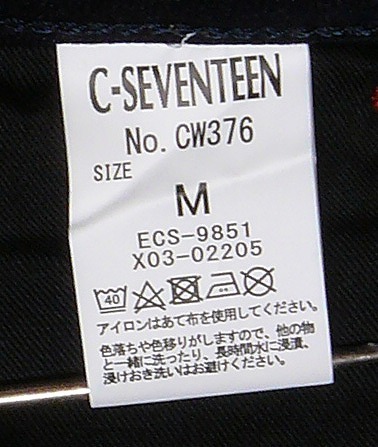 C-SEVENTEEN
No. CW376
SIZE
M
ECS-9851
X03-02205
40
アイロンはあて布を使用してください。
色落ちや色移りがしますので、他の物
と一緒に洗ったり、長時間水に浸漬、
浸けおき洗いはお避けください。